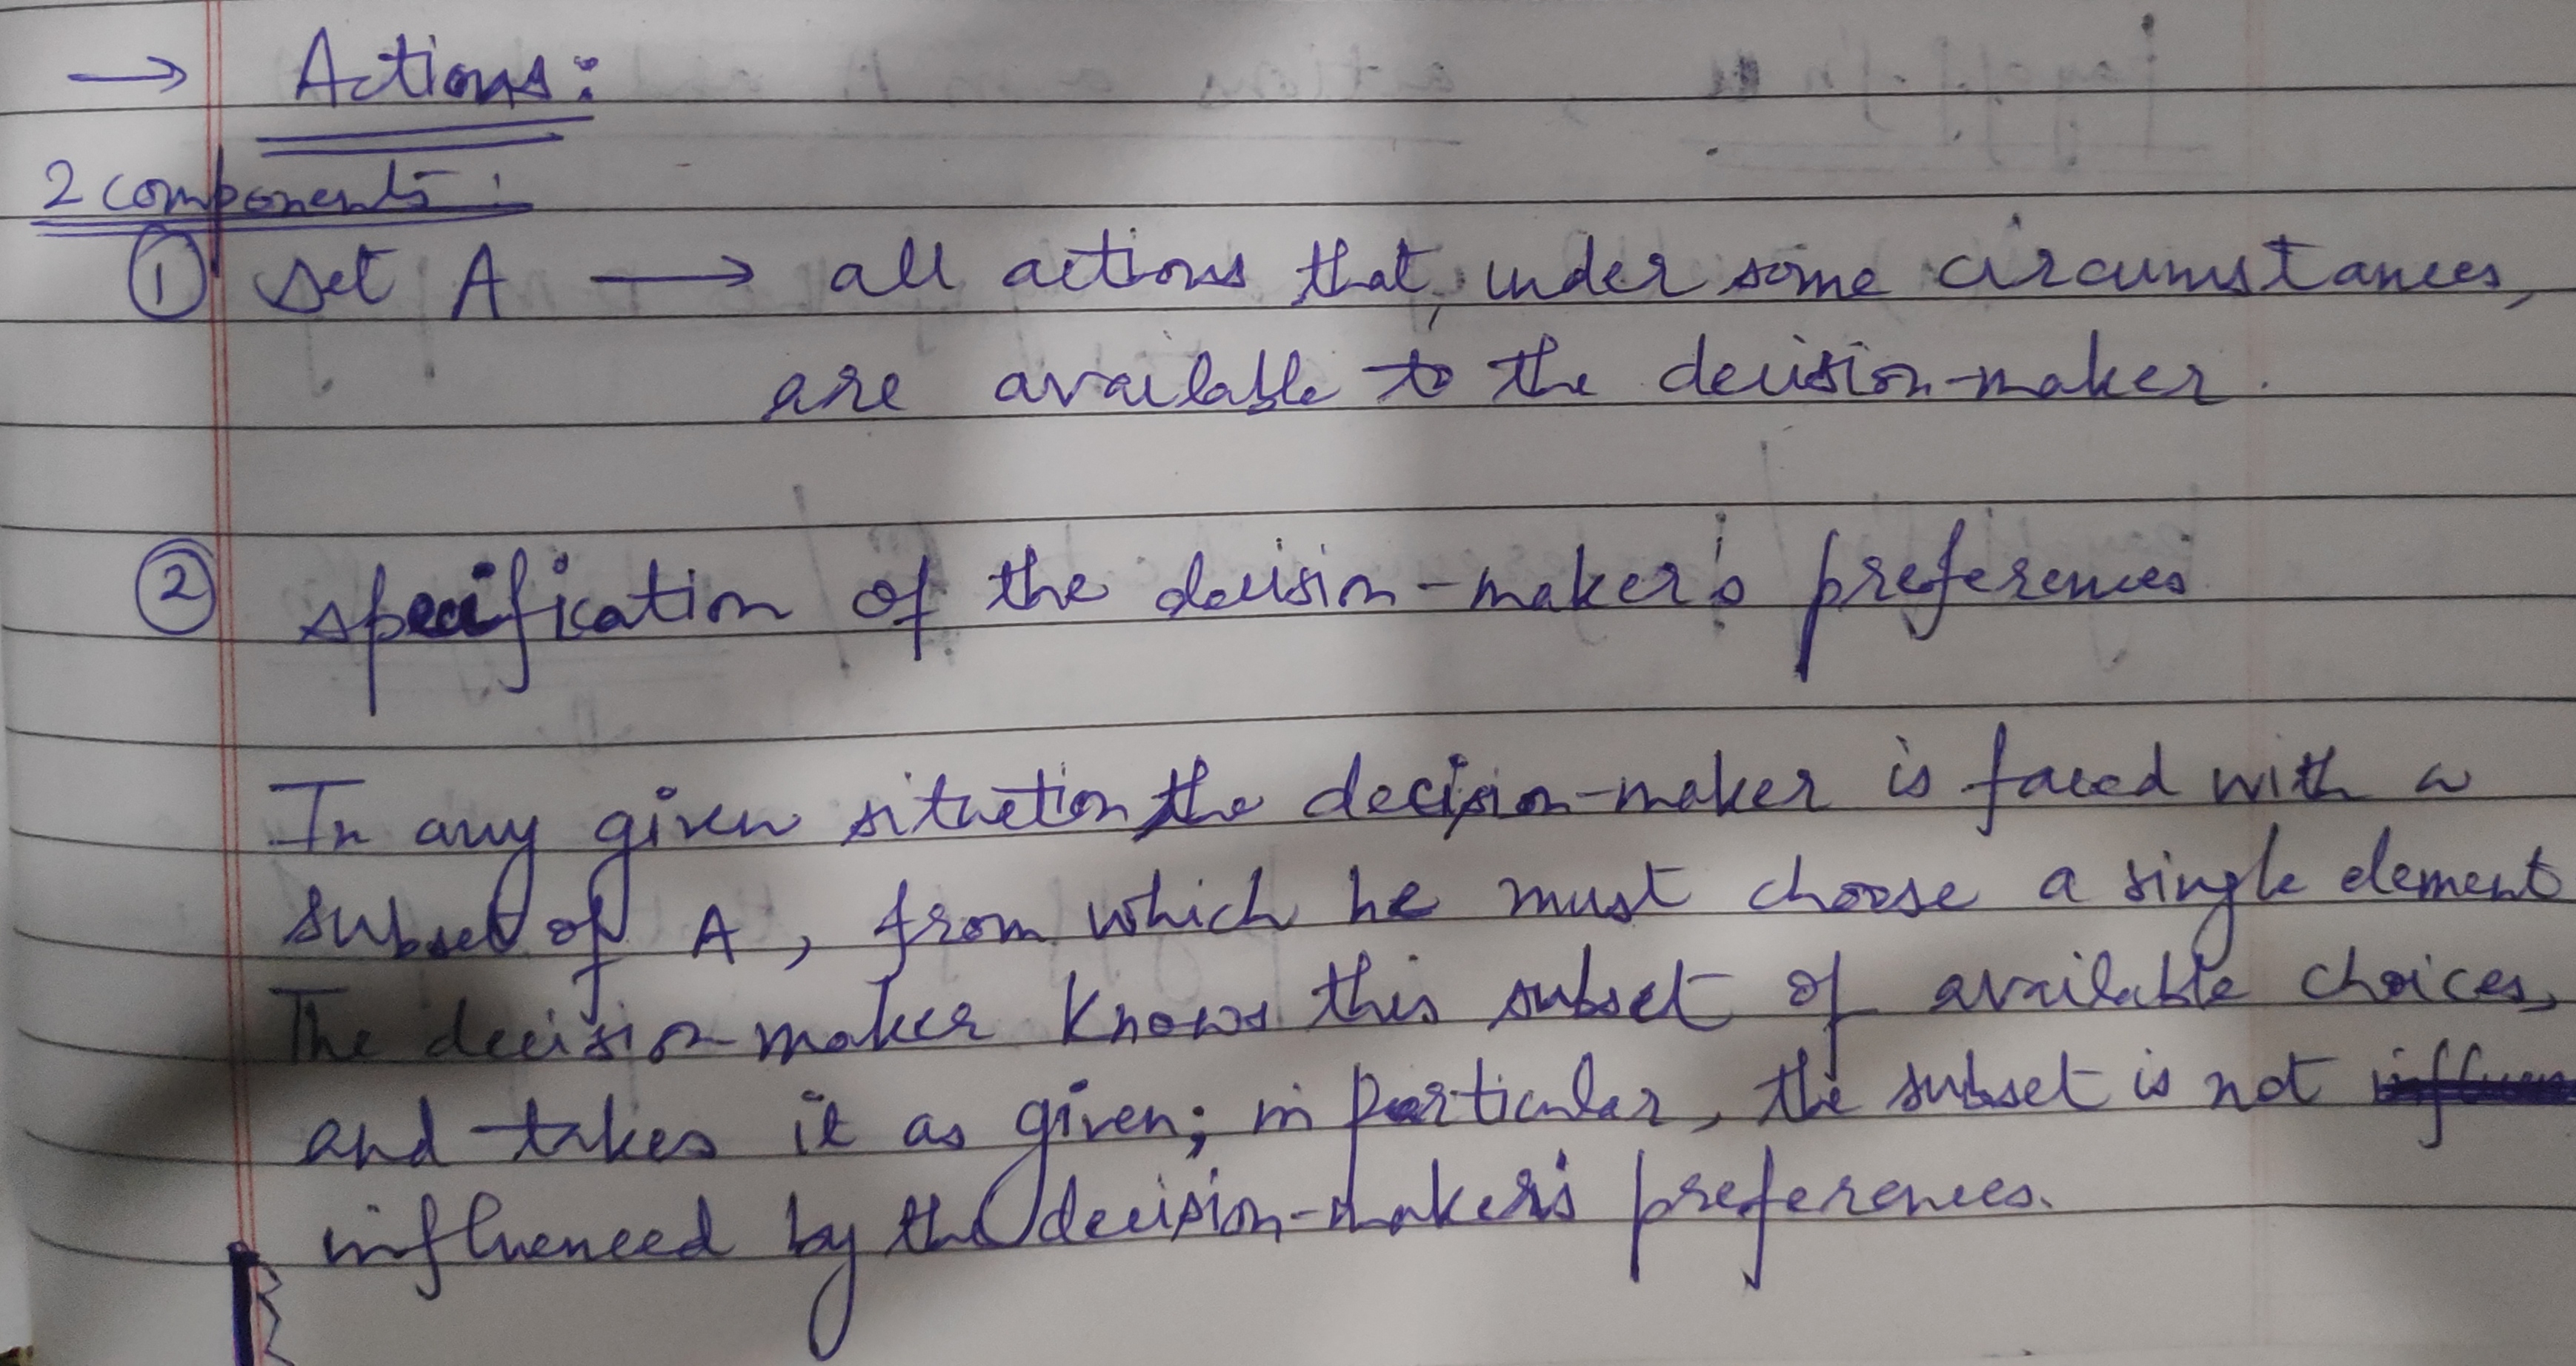 → Actions:
2 components:
① Set A → all actions that, under some circumstances,
are available to the decision-maker.
② specification of the decision-maker's preferences
In any given situation the decision-maker is faced with a
subset of A, from which he must choose a single element
The decision-maker knows this subset of available choices,
and takes it as given; in particular, the subset is not
influenced by the decision-maker's preferences.